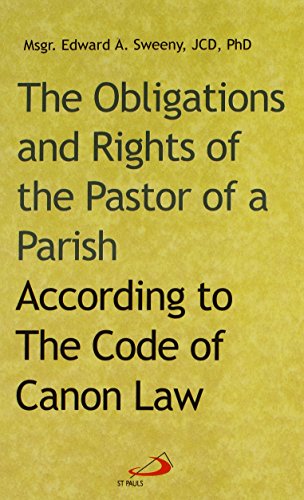 Msgr. Edward A. Sweeny, JCD, PhD
The Obligations
and Rights of
the Pastor of a
Parish
According to
The Code of
Canon Law
ST PAULS